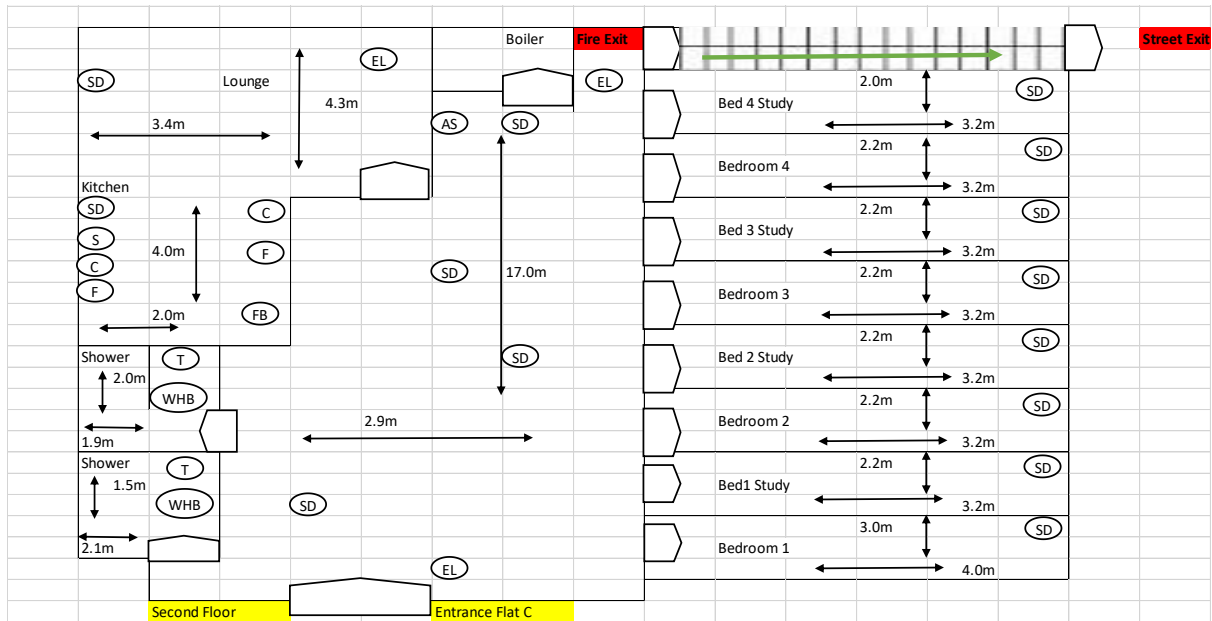 Boiler
Fire Exit
Street Exit
EL
SD
Lounge
EL
SD
4.3m
3.4m
AS
SD
2.0m
Bed 4 Study
SD
3.2m
2.2m
Bedroom 4
SD
3.2m
Kitchen
SD
C
S
4.0m
C
F
F
FB
2.0m
SD
17.0m
2.2m
Bed 3 Study
SD
3.2m
2.2m
Bedroom 3
SD
3.2m
Shower
T
2.0m
WHB
1.9m
SD
2.9m
2.2m
Bed 2 Study
SD
3.2m
2.2m
Bedroom 2
SD
3.2m
Shower
T
1.5m
WHB
2.1m
SD
2.2m
Bed1 Study
SD
3.2m
3.0m
Bedroom 1
SD
4.0m
EL
Second Floor
Entrance Flat C